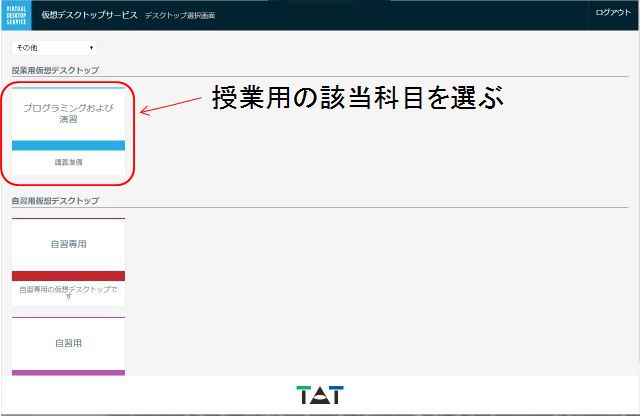 VIRTUAL
DESKTOP
SERVICE
仮想デスクトップサービス デスクトップ選択画面
ログアウト
その他
授業用仮想デスクトップ
プログラミングおよび
演習
講義準備
授業用の該当科目を選ぶ
自習用仮想デスクトップ
自習専用
自習専用の仮想デスクトップで
す
自習用
TAT